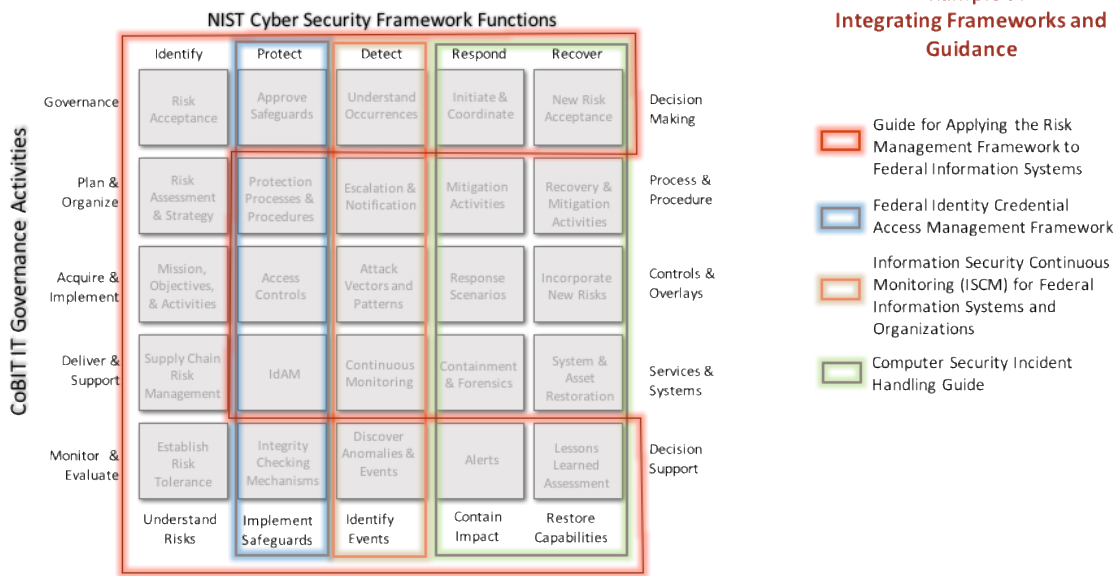 NIST Cyber Security Framework Functions
Integrating Frameworks and
Guidance
Identify
Protect
Detect
Respond
Recover
CoBIT IT Governance Activities
Governance
Risk
Acceptance
Approve
Safeguards
Understand
Occurrences
Initiate &
Coordinate
New Risk
Acceptance
Decision
Making
Plan &
Organize
Risk
Assessment
& Strategy
Protection
Processes &
Procedures
Escalation &
Notification
Mitigation
Activities
Recovery &
Mitigation
Activities
Process &
Procedure
Acquire &
Implement
Mission,
Objectives,
& Activities
Access
Controls
Attack
Vectors and
Patterns
Response
Scenarios
Incorporate
New Risks
Controls &
Overlays
Deliver &
Support
Supply Chain
Risk
Management
IdAM
Continuous
Monitoring
Containment
& Forensics
System &
Asset
Restoration
Services &
Systems
Monitor &
Evaluate
Establish
Risk
Tolerance
Integrity
Checking
Mechanisms
Discover
Anomalies &
Events
Alerts
Lessons
Learned
Assessment
Decision
Support
Understand
Risks
Implement
Safeguards
Identify
Events
Contain
Impact
Restore
Capabilities
Guide for Applying the Risk
Management Framework to
Federal Information Systems
Federal Identity Credential
Access Management Framework
Information Security Continuous
Monitoring (ISCM) for Federal
Information Systems and
Organizations
Computer Security Incident
Handling Guide